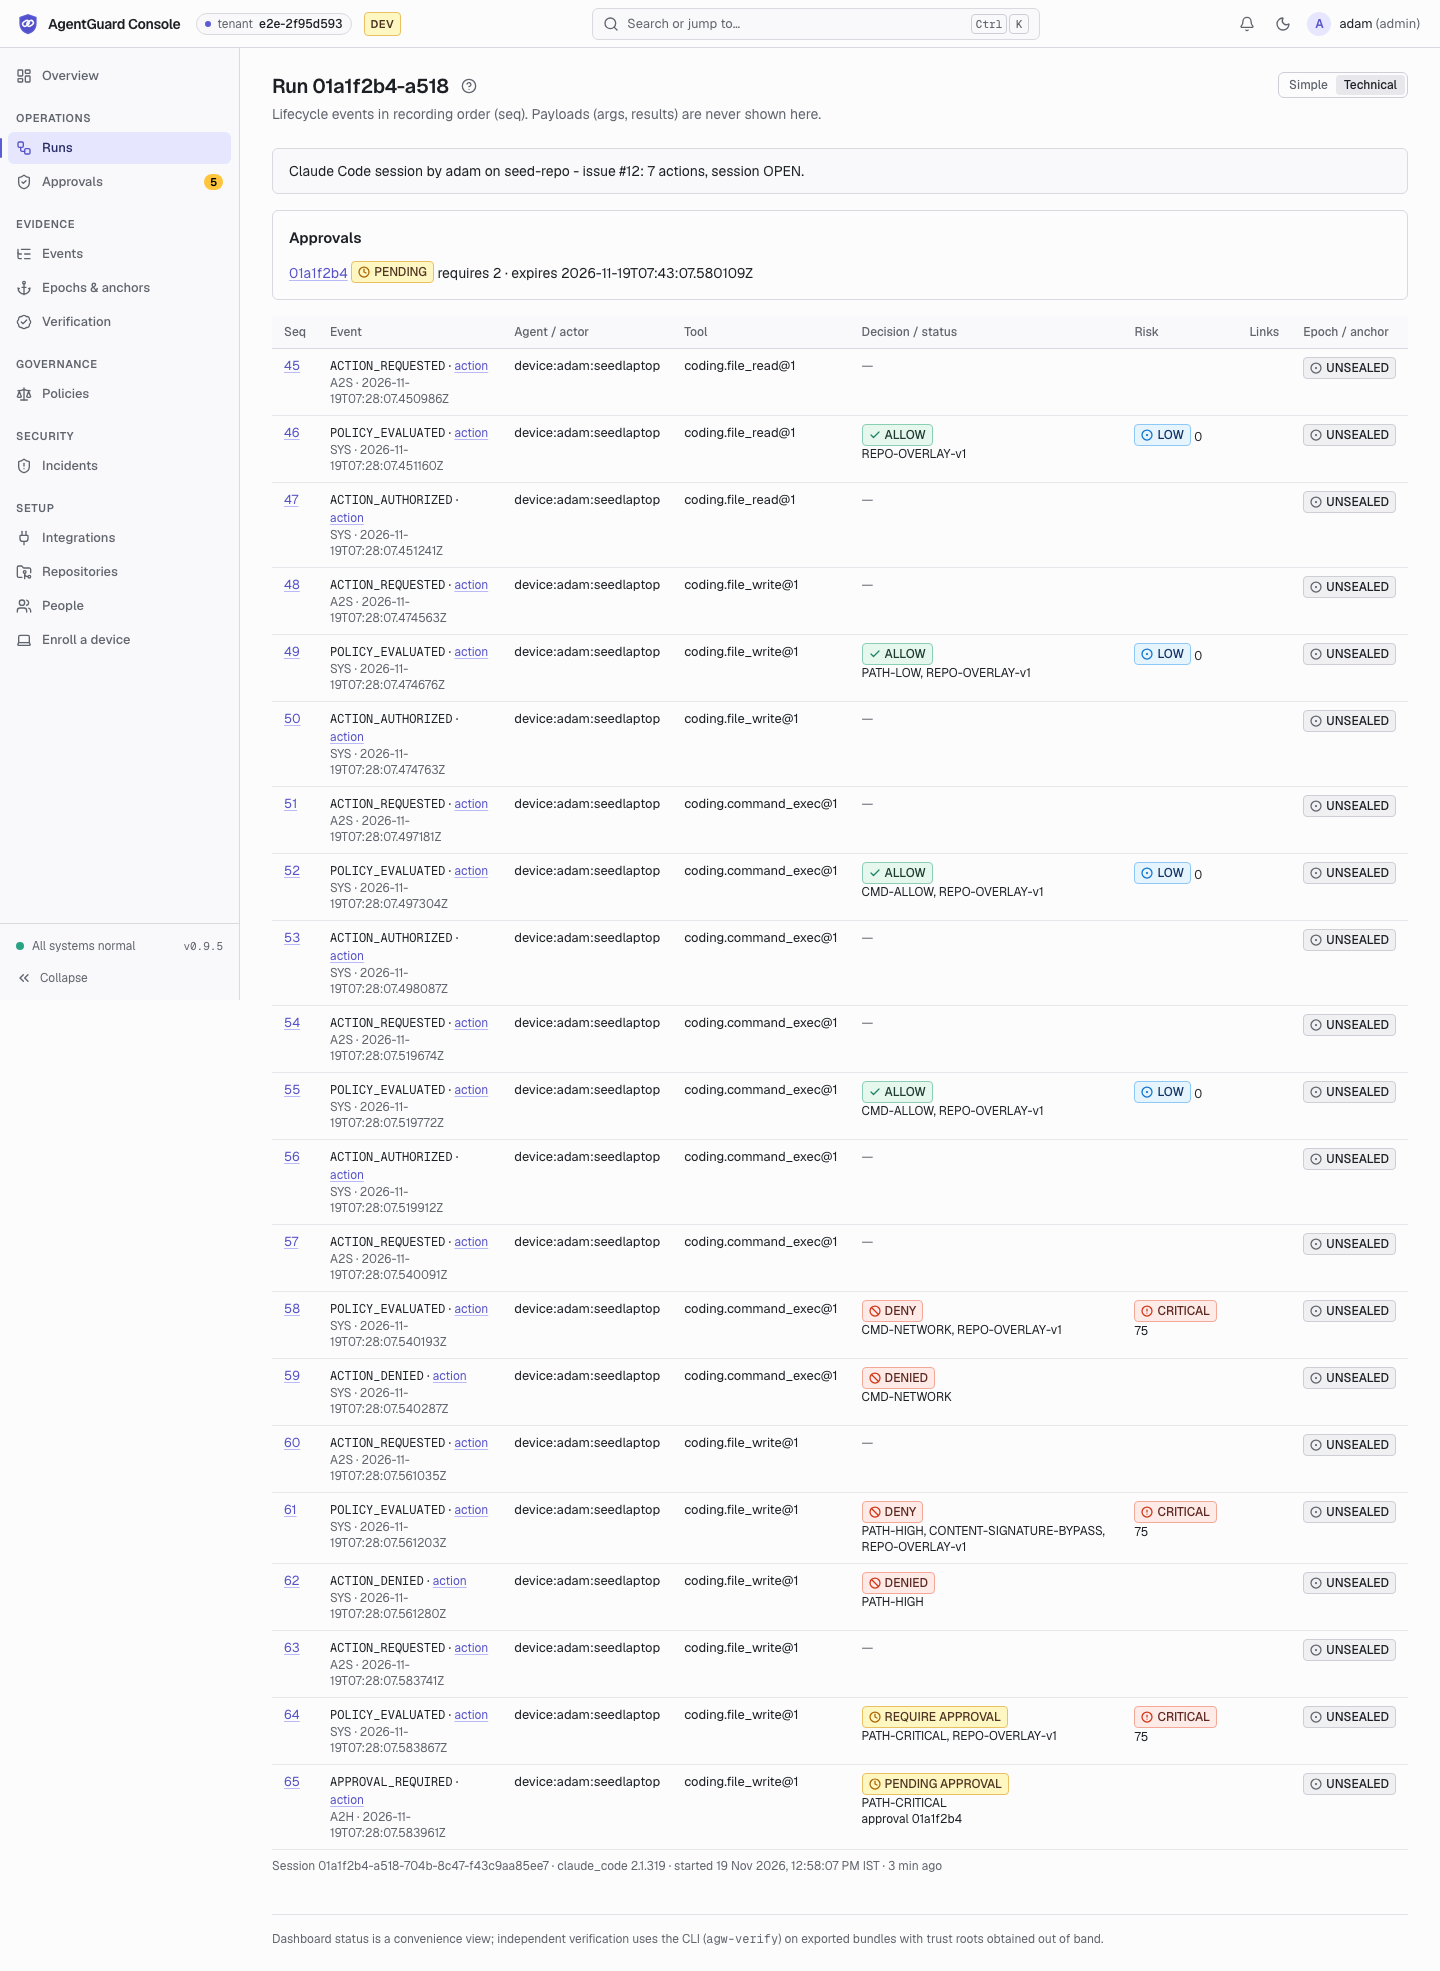 AgentGuard Console
tenant e2e-2f95d593
DEV
Search or jump to...
Ctrl K
A
adam (admin)
Overview
OPERATIONS
Runs
Approvals 5
EVIDENCE
Events
Epochs & anchors
Verification
GOVERNANCE
Policies
SECURITY
Incidents
SETUP
Integrations
Repositories
People
Enroll a device
All systems normal v0.9.5
Collapse
Run 01a1f2b4-a518
Simple Technical
Lifecycle events in recording order (seq). Payloads (args, results) are never shown here.
Claude Code session by adam on seed-repo - issue #12: 7 actions, session OPEN.
Approvals
01a1f2b4 PENDING requires 2 · expires 2026-11-19T07:43:07.580109Z
Seq Event Agent / actor Tool Decision / status Risk Links Epoch / anchor
45 ACTION_REQUESTED · action device:adam:seedlaptop coding.file_read@1 — UNSEALED
A2S · 2026-11-
19T07:28:07.450986Z
46 POLICY_EVALUATED · action device:adam:seedlaptop coding.file_read@1 ALLOW LOW 0 UNSEALED
SYS · 2026-11- REPO-OVERLAY-v1
19T07:28:07.451160Z
47 ACTION_AUTHORIZED · device:adam:seedlaptop coding.file_read@1 — UNSEALED
action
SYS · 2026-11-
19T07:28:07.451241Z
48 ACTION_REQUESTED · action device:adam:seedlaptop coding.file_write@1 — UNSEALED
A2S · 2026-11-
19T07:28:07.474563Z
49 POLICY_EVALUATED · action device:adam:seedlaptop coding.file_write@1 ALLOW LOW 0 UNSEALED
SYS · 2026-11- PATH-LOW, REPO-OVERLAY-v1
19T07:28:07.474676Z
50 ACTION_AUTHORIZED · device:adam:seedlaptop coding.file_write@1 — UNSEALED
action
SYS · 2026-11-
19T07:28:07.474763Z
51 ACTION_REQUESTED · action device:adam:seedlaptop coding.command_exec@1 — UNSEALED
A2S · 2026-11-
19T07:28:07.497181Z
52 POLICY_EVALUATED · action device:adam:seedlaptop coding.command_exec@1 ALLOW LOW 0 UNSEALED
SYS · 2026-11- CMD-ALLOW, REPO-OVERLAY-v1
19T07:28:07.497304Z
53 ACTION_AUTHORIZED · device:adam:seedlaptop coding.command_exec@1 — UNSEALED
action
SYS · 2026-11-
19T07:28:07.498087Z
54 ACTION_REQUESTED · action device:adam:seedlaptop coding.command_exec@1 — UNSEALED
A2S · 2026-11-
19T07:28:07.519674Z
55 POLICY_EVALUATED · action device:adam:seedlaptop coding.command_exec@1 ALLOW LOW 0 UNSEALED
SYS · 2026-11- CMD-ALLOW, REPO-OVERLAY-v1
19T07:28:07.519772Z
56 ACTION_AUTHORIZED · device:adam:seedlaptop coding.command_exec@1 — UNSEALED
action
SYS · 2026-11-
19T07:28:07.519912Z
57 ACTION_REQUESTED · action device:adam:seedlaptop coding.command_exec@1 — UNSEALED
A2S · 2026-11-
19T07:28:07.540091Z
58 POLICY_EVALUATED · action device:adam:seedlaptop coding.command_exec@1 DENY CRITICAL UNSEALED
SYS · 2026-11- CMD-NETWORK, REPO-OVERLAY-v1 75
19T07:28:07.540193Z
59 ACTION_DENIED · action device:adam:seedlaptop coding.command_exec@1 DENIED UNSEALED
SYS · 2026-11- CMD-NETWORK
19T07:28:07.540287Z
60 ACTION_REQUESTED · action device:adam:seedlaptop coding.file_write@1 — UNSEALED
A2S · 2026-11-
19T07:28:07.561035Z
61 POLICY_EVALUATED · action device:adam:seedlaptop coding.file_write@1 DENY CRITICAL UNSEALED
SYS · 2026-11- PATH-HIGH, CONTENT-SIGNATURE-BYPASS, 75
19T07:28:07.561203Z REPO-OVERLAY-v1
62 ACTION_DENIED · action device:adam:seedlaptop coding.file_write@1 DENIED UNSEALED
SYS · 2026-11- PATH-HIGH
19T07:28:07.561280Z
63 ACTION_REQUESTED · action device:adam:seedlaptop coding.file_write@1 — UNSEALED
A2S · 2026-11-
19T07:28:07.583741Z
64 POLICY_EVALUATED · action device:adam:seedlaptop coding.file_write@1 REQUIRE APPROVAL CRITICAL UNSEALED
SYS · 2026-11- PATH-CRITICAL, REPO-OVERLAY-v1 75
19T07:28:07.583867Z
65 APPROVAL_REQUIRED · device:adam:seedlaptop coding.file_write@1 PENDING APPROVAL UNSEALED
action PATH-CRITICAL
A2H · 2026-11- approval 01a1f2b4
19T07:28:07.583961Z
Session 01a1f2b4-a518-704b-8c47-f43c9aa85ee7 · claude_code 2.1.319 · started 19 Nov 2026, 12:58:07 PM IST · 3 min ago
Dashboard status is a convenience view; independent verification uses the CLI (agw-verify) on exported bundles with trust roots obtained out of band.